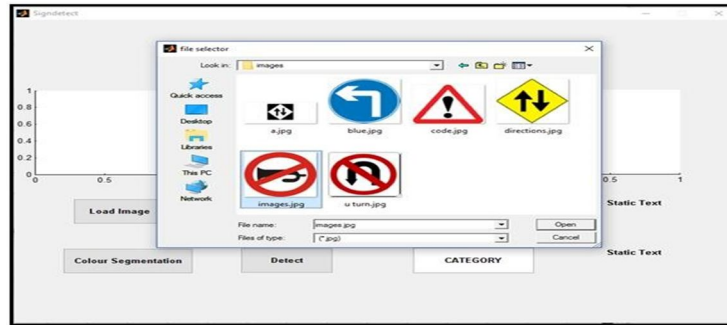 Signdetect
file selector
Look in: images
Quick access
Desktop
Libraries
This PC
Network
a.jpg blue.jpg code.jpg directions.jpg
images.jpg u turn.jpg
File name: images.jpg Open
Files of type: (*.jpg) Cancel
1
0.8
0.6
0.4
0.2
0
0 0.5 0.5 1
Load Image Static Text
Colour Segmentation Detect CATEGORY Static Text